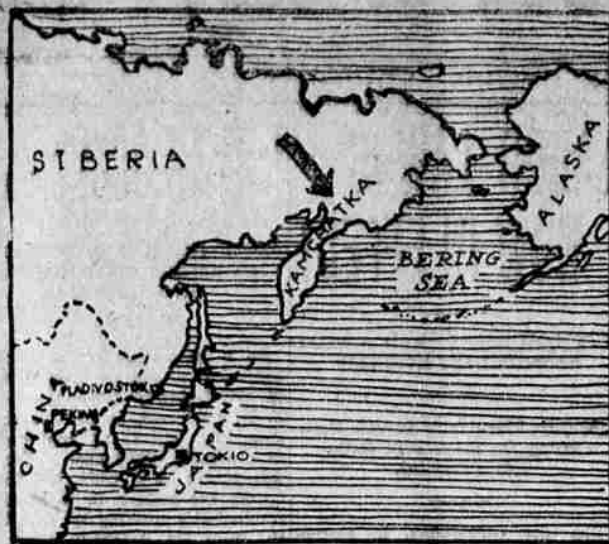 SIBERIA
KAMCHATKA
ALASKA
BERING
SEA
VLADIVOSTOK
PEKING
CHINA
JAPAN
TOKIO